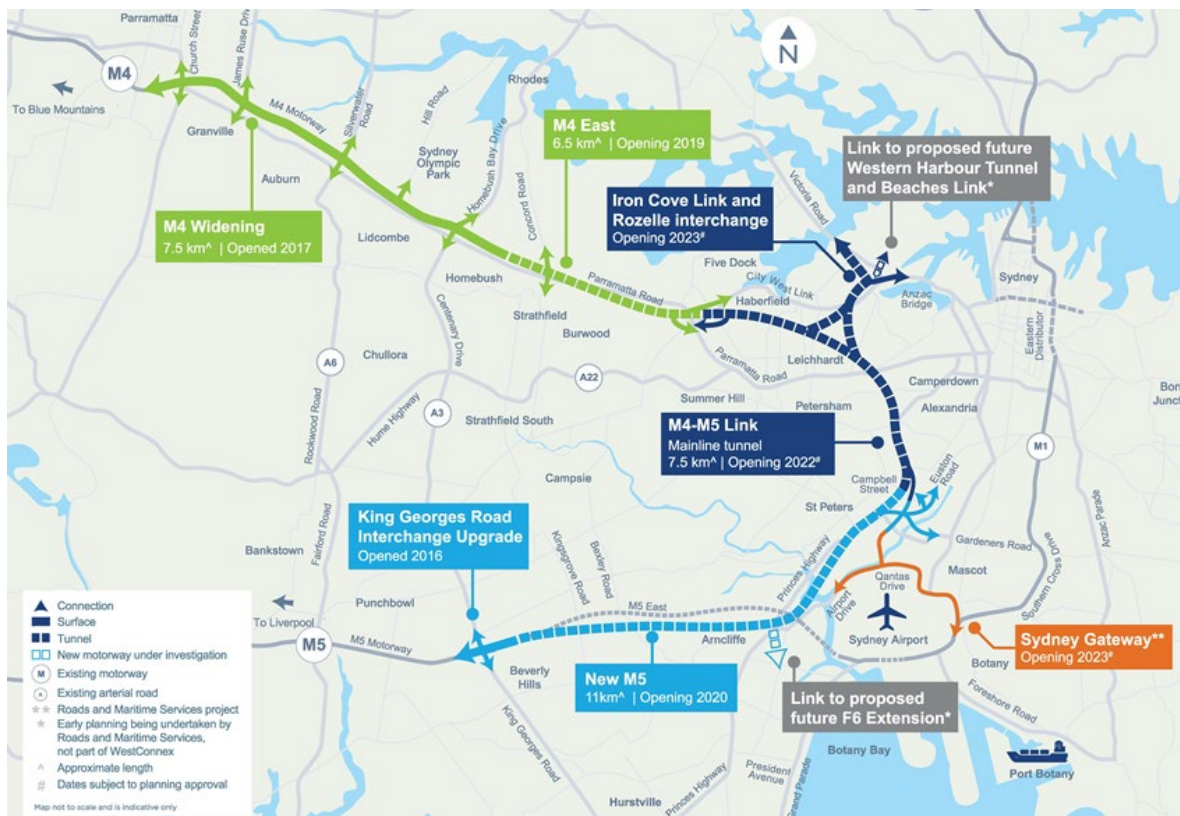 Parramatta
Church Street
James Ruse Drive
M4
To Blue Mountains
Granville
M4 Motorway
Silverwater
Road
Hill Road
Rhodes
Homebush Bay Drive
Sydney
Olympic
Park
Auburn
Lidcombe
M4 Widening
7.5 km^ | Opened 2017
M4 East
6.5 km^ | Opening 2019
Concord Road
Victoria Road
Link to proposed future
Western Harbour Tunnel
and Beaches Link*
Iron Cove Link and
Rozelle interchange
Opening 2023#
Homebush
Strathfield
Burwood
Parramatta Road
Five Dock
City West Link
Haberfield
Anzac
Bridge
Sydney
Eastern
Distributor
Centenary Drive
Chullora
A6
A22
A3
Rookwood Road
Hume Highway
Strathfield South
Parramatta Road
Leichhardt
Summer Hill
Petersham
Camperdown
Alexandria
Bon
Junct
M1
M4-M5 Link
Mainline tunnel
7.5 km^ | Opening 2022#
Campbell
Street
Euston
Road
St Peters
Campsie
Gardeners Road
Anzac Parade
King Georges Road
Interchange Upgrade
Opened 2016
Bankstown
Fairford Road
Kingsgrove Road
Bexley Road
Princes Highway
Mascot
Southern Cross Drive
Qantas
Drive
Airport
Drive
Punchbowl
M5 East
To Liverpool
M5
M5 Motorway
Arncliffe
Sydney Airport
Botany
Sydney Gateway**
Opening 2023#
Beverly
Hills
New M5
11km^ | Opening 2020
Link to proposed
future F6 Extension*
Foreshore Road
King Georges Road
Botany Bay
Port Botany
President
Avenue
Princes Highway
Grand Parade
Hurstville
Connection
Surface
Tunnel
New motorway under investigation
M
Existing motorway
A
Existing arterial road
** Roads and Maritime Services project
* Early planning being undertaken by
Roads and Maritime Services,
not part of WestConnex
^ Approximate length
# Dates subject to planning approval
Map not to scale and is indicative only
N